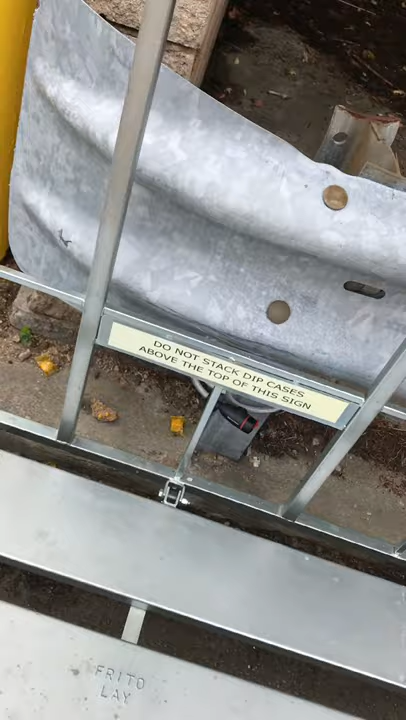 DO NOT STACK DIP CASES
ABOVE THE TOP OF THIS SIGN
FRITO
LAY